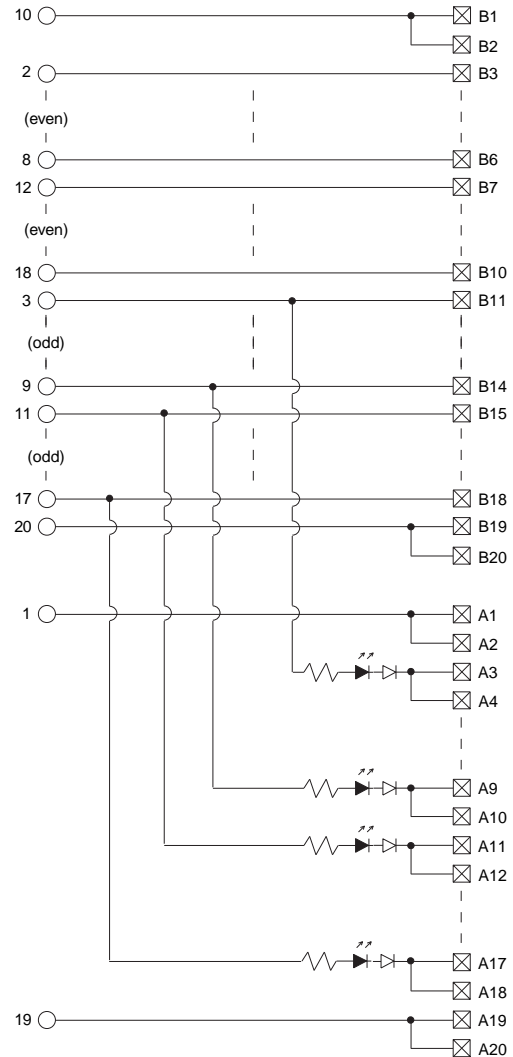 10 B1
B2
2 B3
(even)
8 B6
12 B7
(even)
18 B10
3 B11
(odd)
9 B14
11 B15
(odd)
17 B18
20 B19
B20
1 A1
A2
A3
A4
A9
A10
A11
A12
A17
A18
19 A19
A20